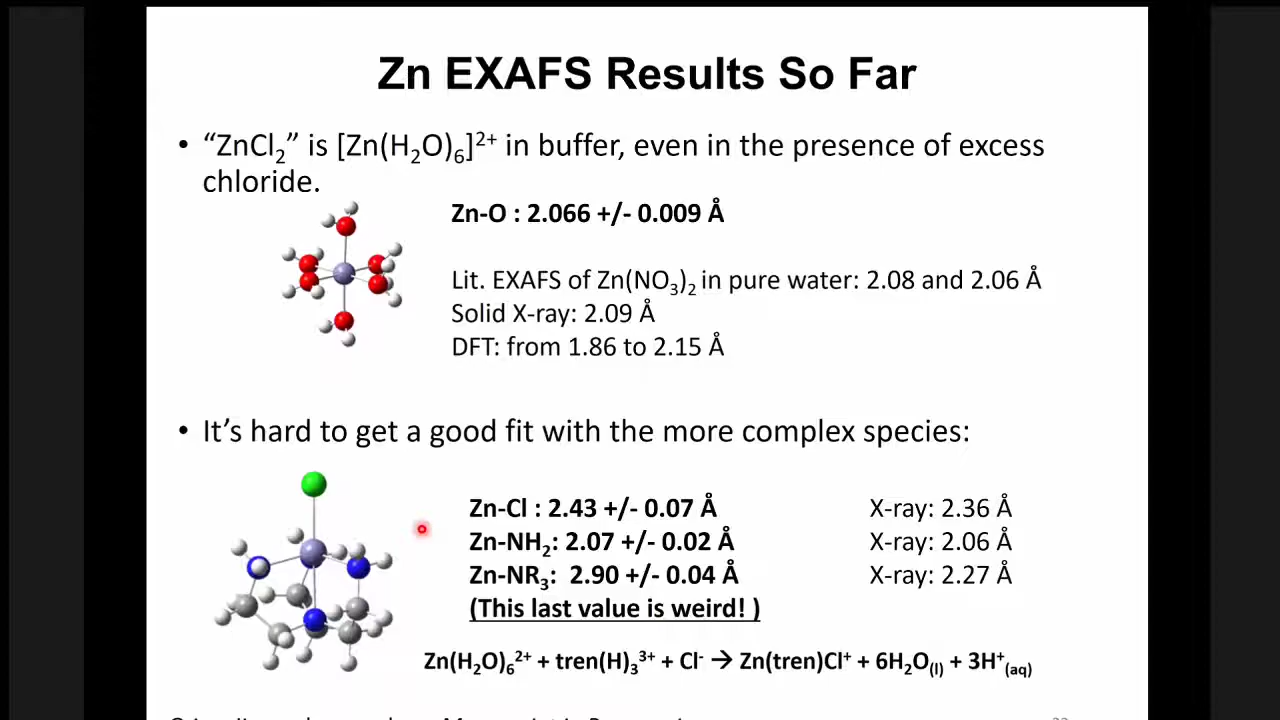 Zn EXAFS Results So Far
• “ZnCl₂” is [Zn(H₂O)₆]²⁺ in buffer, even in the presence of excess
chloride.
Zn-O : 2.066 +/- 0.009 Å
Lit. EXAFS of Zn(NO₃)₂ in pure water: 2.08 and 2.06 Å
Solid X-ray: 2.09 Å
DFT: from 1.86 to 2.15 Å
• It’s hard to get a good fit with the more complex species:
Zn-Cl : 2.43 +/- 0.07 Å X-ray: 2.36 Å
Zn-NH₂: 2.07 +/- 0.02 Å X-ray: 2.06 Å
Zn-NR₃: 2.90 +/- 0.04 Å X-ray: 2.27 Å
(This last value is weird! )
Zn(H₂O)₆²⁺ + tren(H)₃³⁺ + Cl⁻ → Zn(tren)Cl⁺ + 6H₂O₍l₎ + 3H⁺₍aq₎